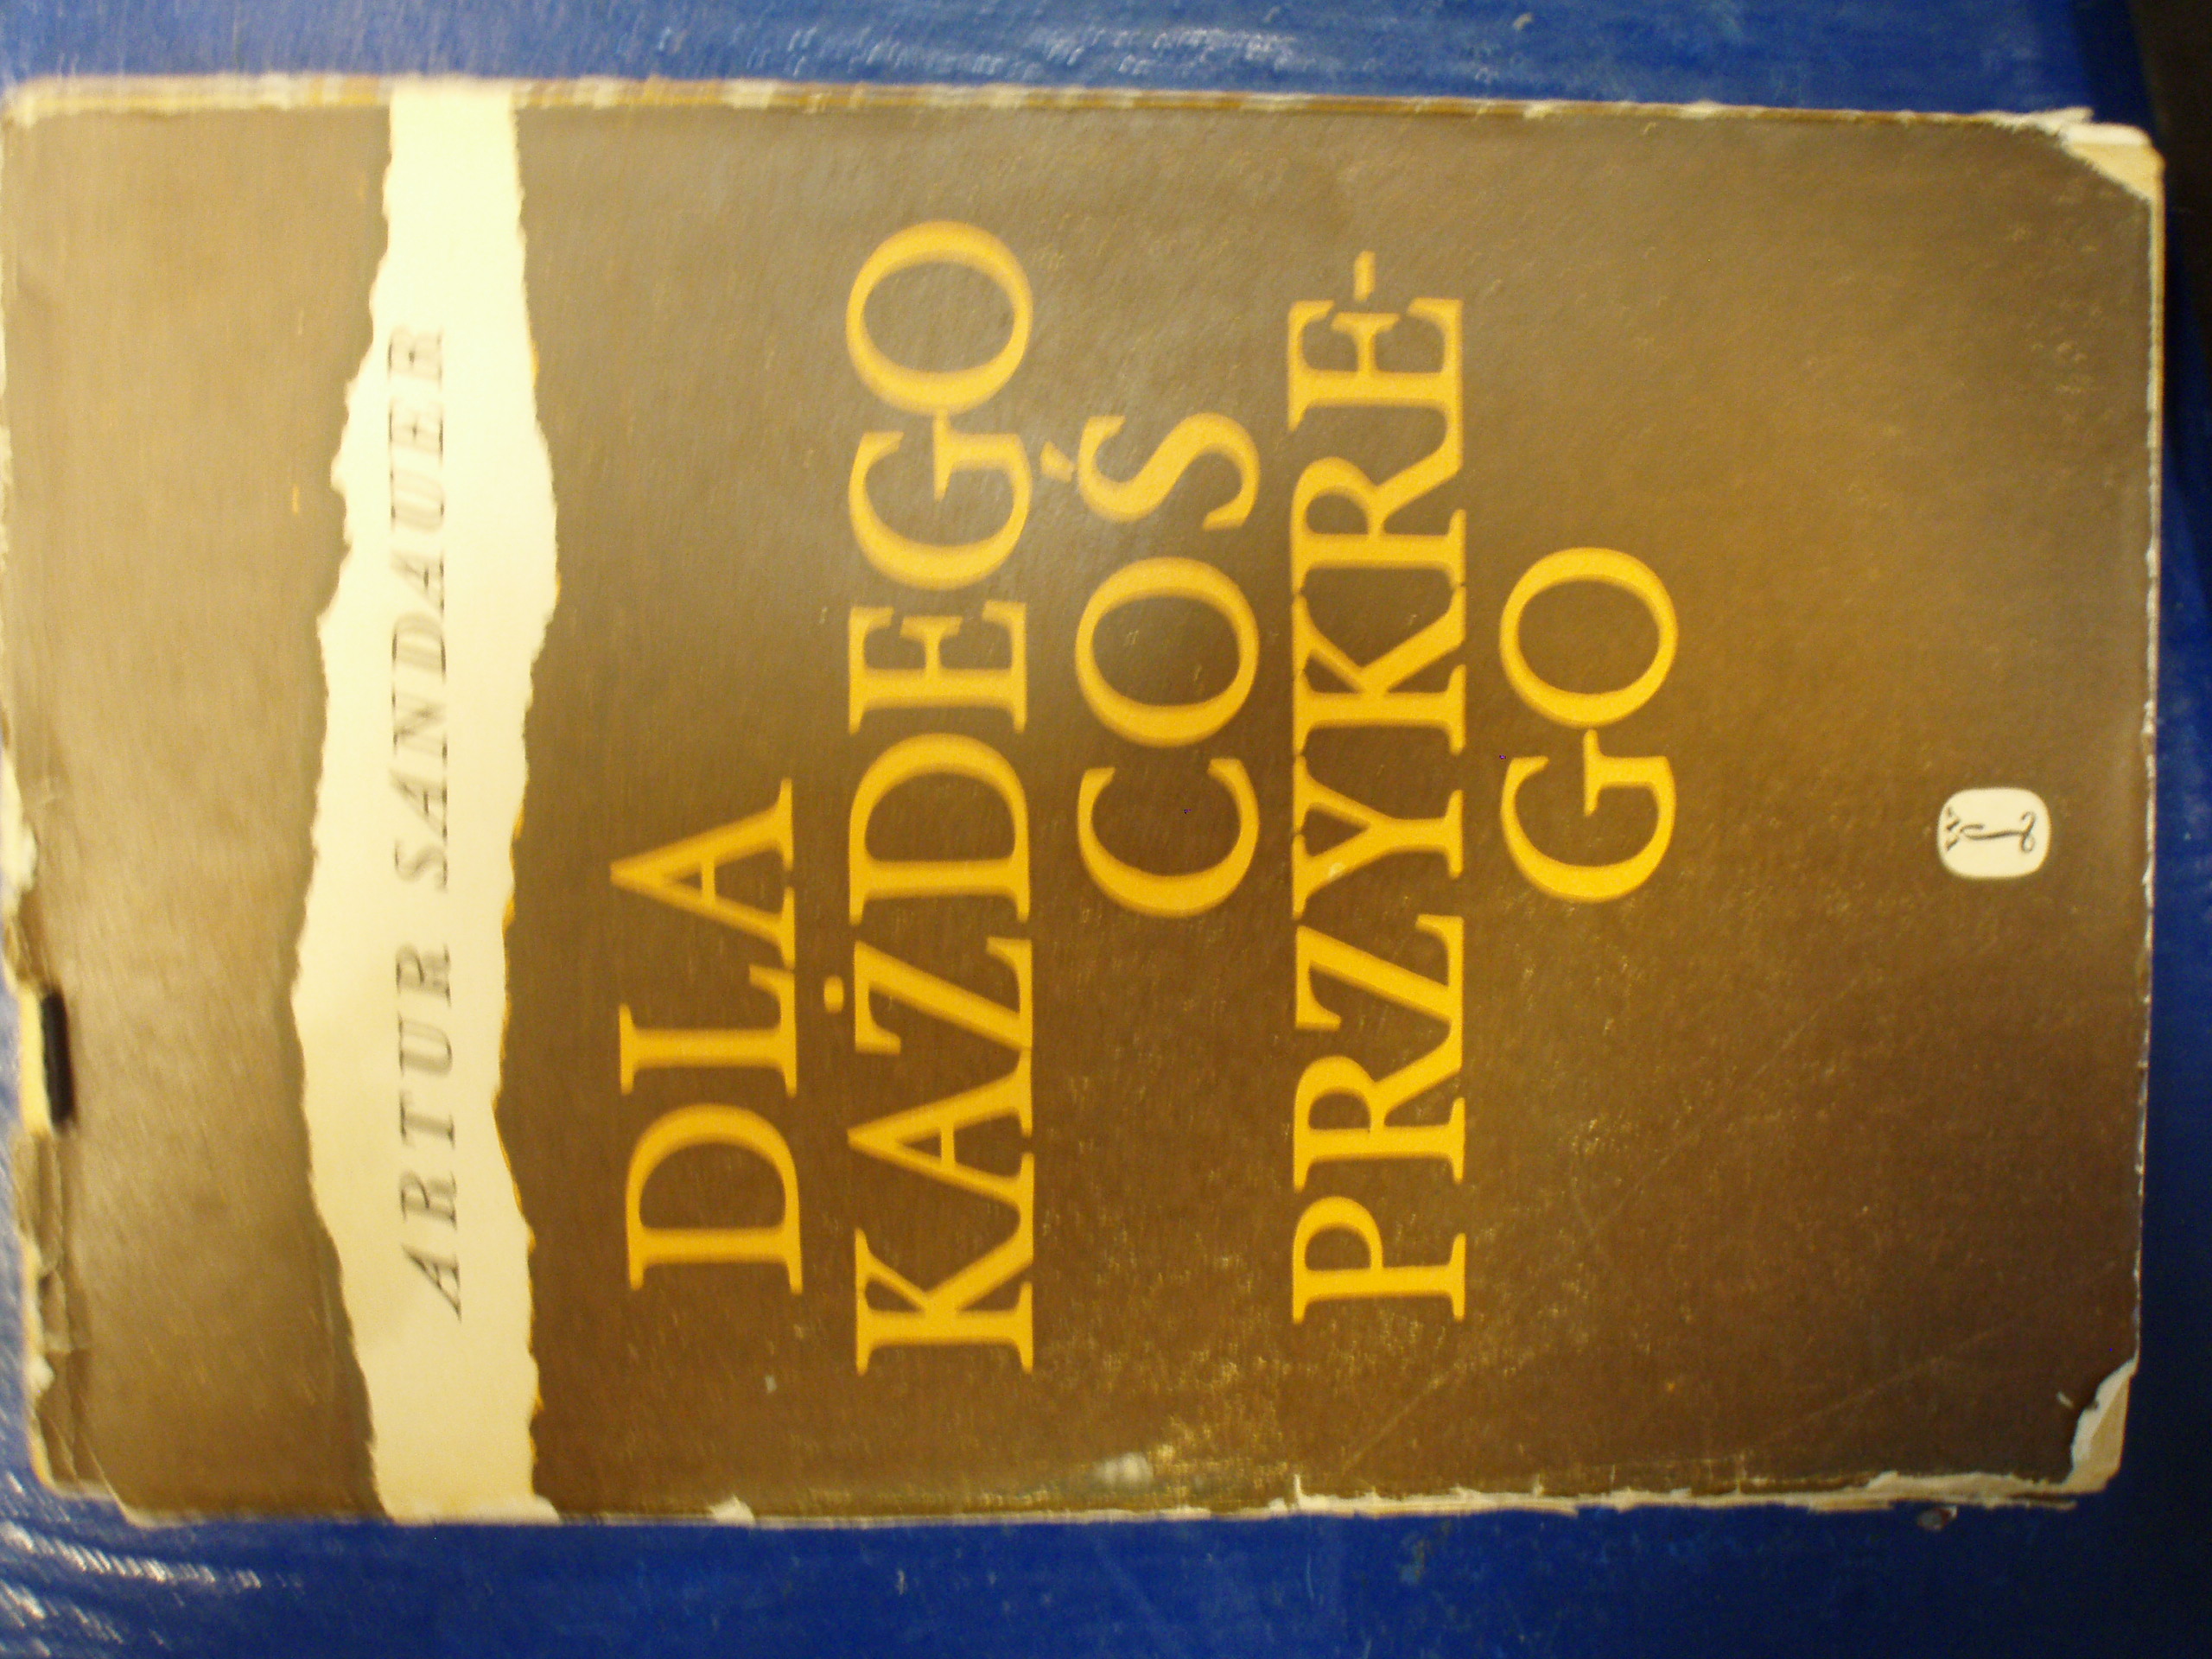 ARTUR SANDAUER
DLA
KAŻDEGO
COŚ
PRZYKRE-
GO